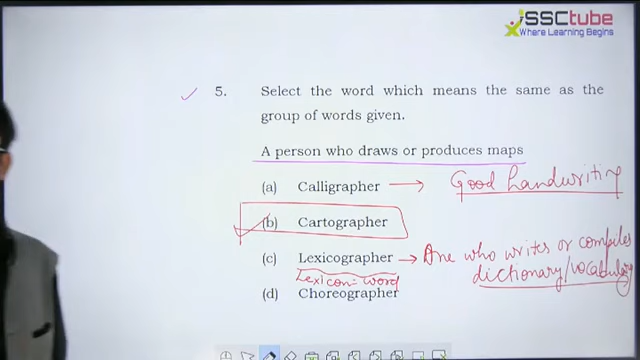 SSCtube
Where Learning Begins
5. Select the word which means the same as the
group of words given.
A person who draws or produces maps
(a) Calligrapher → Good handwriting
(b) Cartographer
(c) Lexicographer → One who writes or compiles
dictionary/vocabulary
Lexicon = word
(d) Choreographer